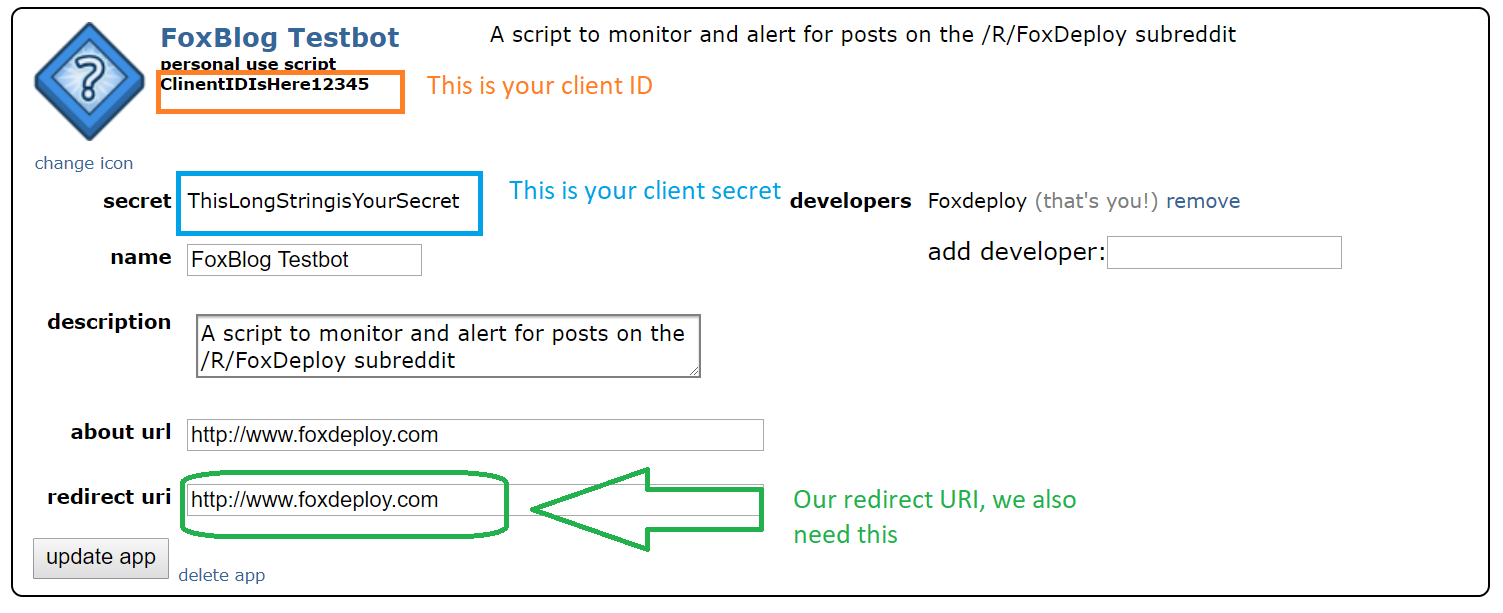 FoxBlog Testbot
A script to monitor and alert for posts on the /R/FoxDeploy subreddit
personal use script
ClinentIDIsHere12345
This is your client ID
?
change icon
secret ThisLongStringisYourSecret
This is your client secret
developers Foxdeploy (that's you!) remove
name FoxBlog Testbot
add developer:
description A script to monitor and alert for posts on the
/R/FoxDeploy subreddit
about url http://www.foxdeploy.com
redirect uri http://www.foxdeploy.com
Our redirect URI, we also
need this
update app
delete app